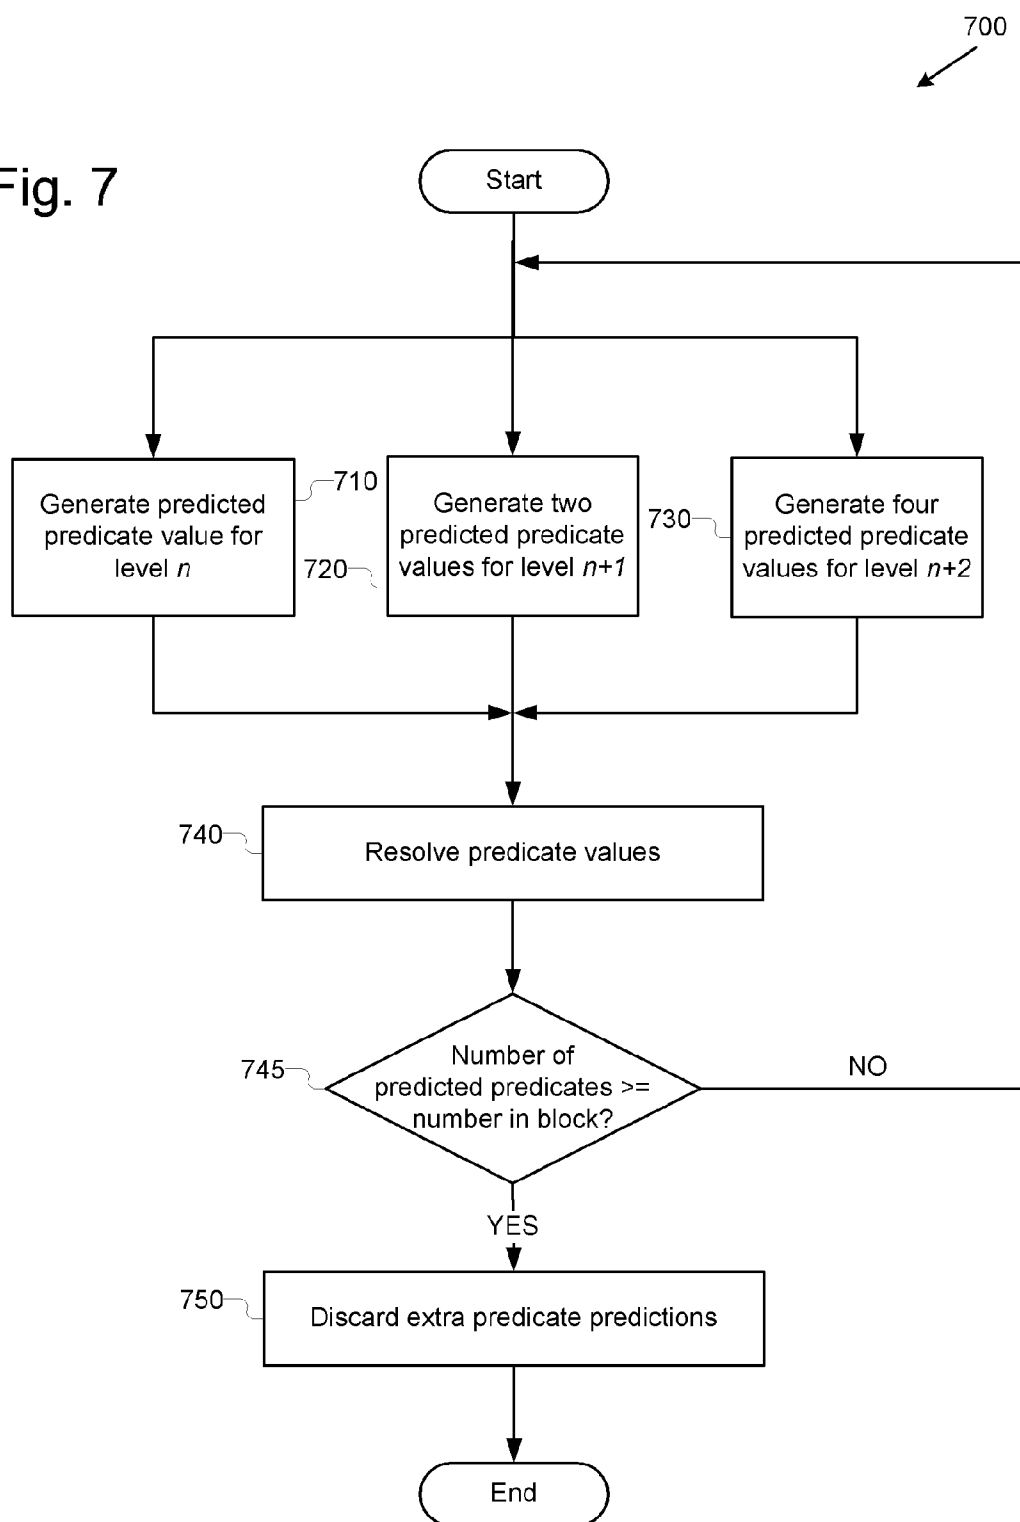 700
Fig. 7
Start
Generate predicted
predicate value for
level n
710
Generate two
predicted predicate
values for level n+1
720
Generate four
predicted predicate
values for level n+2
730
740
Resolve predicate values
745
Number of
predicted predicates >=
number in block?
NO
YES
750
Discard extra predicate predictions
End